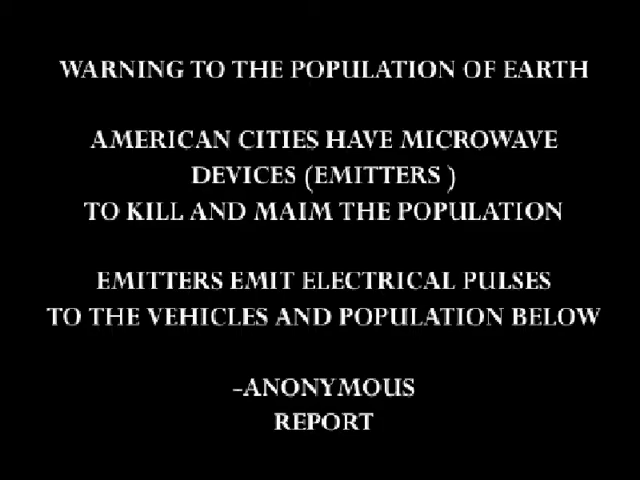 WARNING TO THE POPULATION OF EARTH
AMERICAN CITIES HAVE MICROWAVE
DEVICES (EMITTERS )
TO KILL AND MAIM THE POPULATION
EMITTERS EMIT ELECTRICAL PULSES
TO THE VEHICLES AND POPULATION BELOW
-ANONYMOUS
REPORT